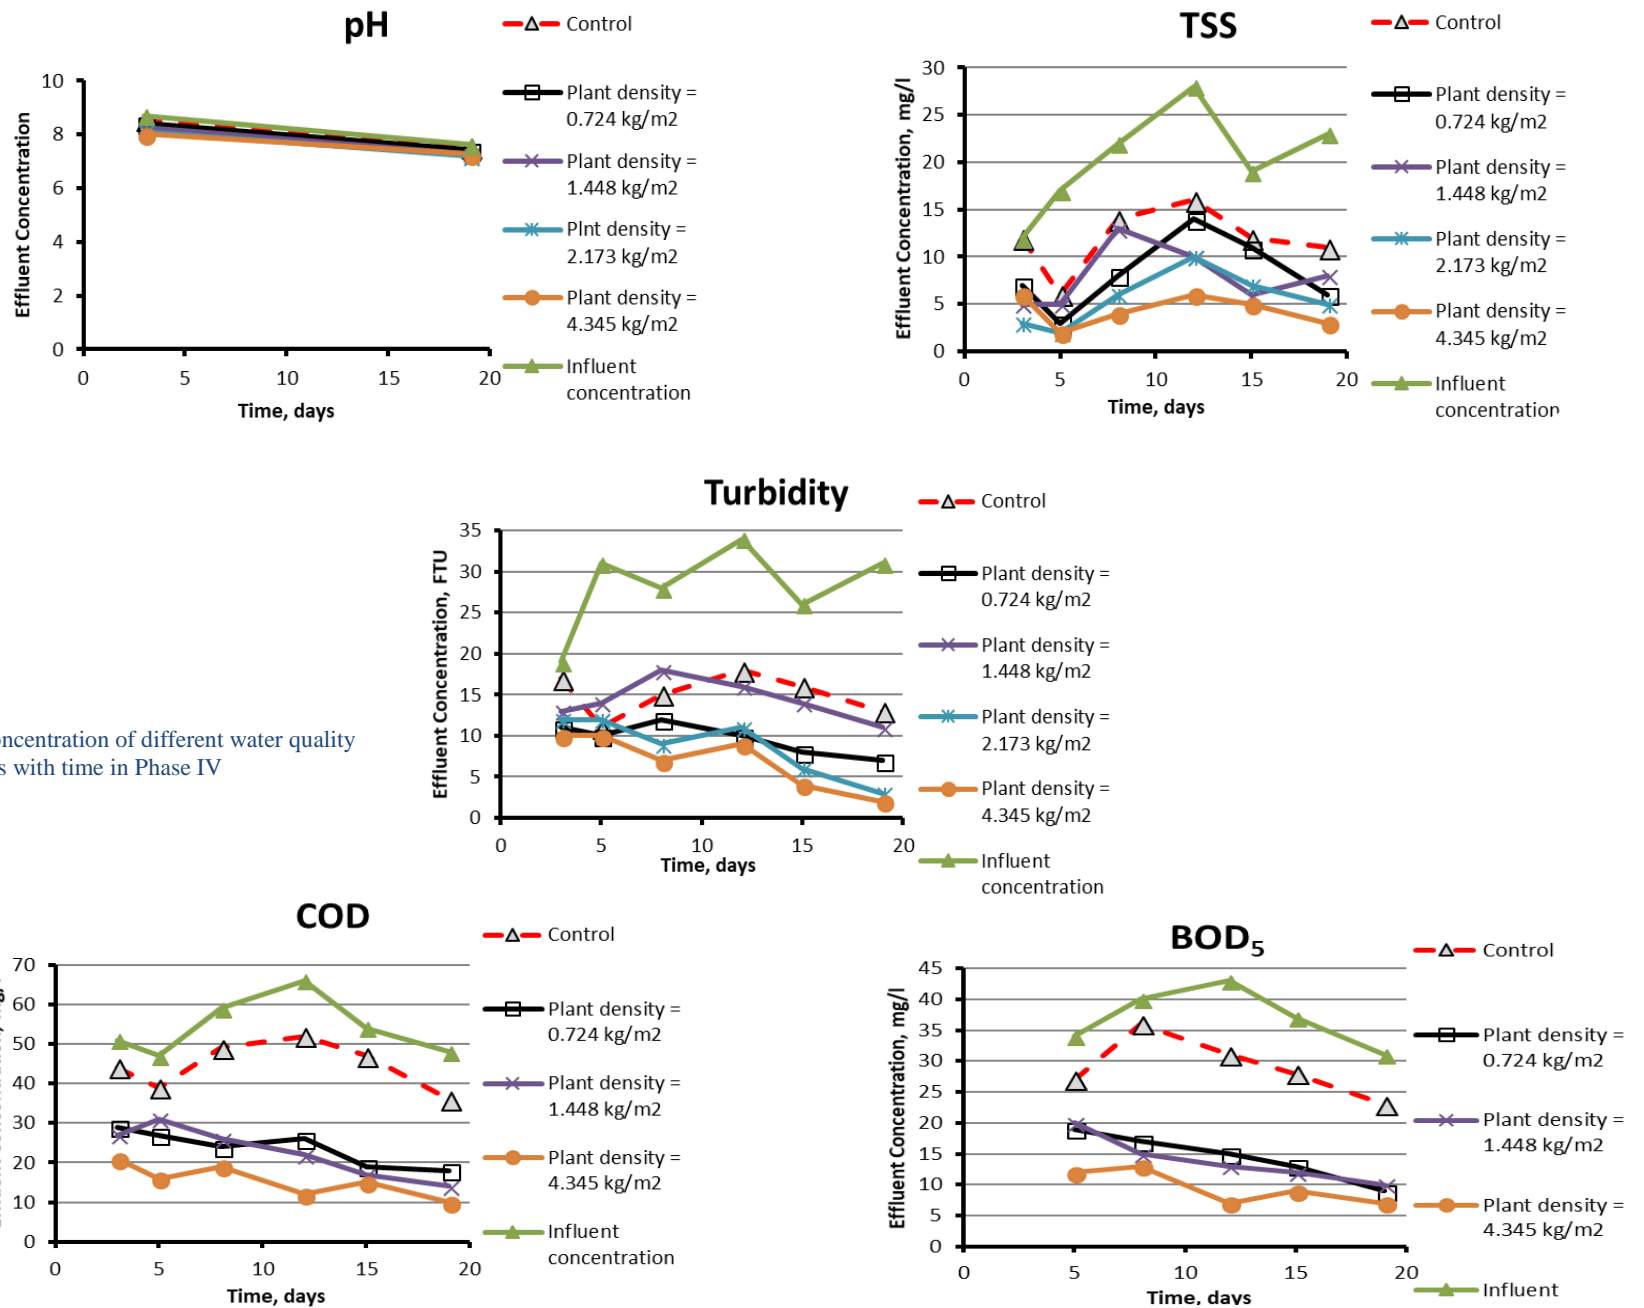 pH
Effluent Concentration
10
8
6
4
2
0
0
5
10
15
20
Time, days
Control
Plant density =
0.724 kg/m2
Plant density =
1.448 kg/m2
Plnt density =
2.173 kg/m2
Plant density =
4.345 kg/m2
Influent
concentration
TSS
Effluent Concentration, mg/l
30
25
20
15
10
5
0
0
5
10
15
20
Time, days
Control
Plant density =
0.724 kg/m2
Plant density =
1.448 kg/m2
Plant density =
2.173 kg/m2
Plant density =
4.345 kg/m2
Influent
concentration
Turbidity
Effluent Concentration, FTU
35
30
25
20
15
10
5
0
0
5
10
15
20
Time, days
Control
Plant density =
0.724 kg/m2
Plant density =
1.448 kg/m2
Plant density =
2.173 kg/m2
Plant density =
4.345 kg/m2
Influent
concentration
of different water quality
with time in Phase IV
COD
70
60
50
40
30
20
10
0
0
5
10
15
20
Time, days
Control
Plant density =
0.724 kg/m2
Plant density =
1.448 kg/m2
Plant density =
4.345 kg/m2
Influent
concentration
BOD5
Effluent Concentration, mg/l
45
40
35
30
25
20
15
10
5
0
0
5
10
15
20
Time, days
Control
Plant density =
0.724 kg/m2
Plant density =
1.448 kg/m2
Plant density =
4.345 kg/m2
Influent